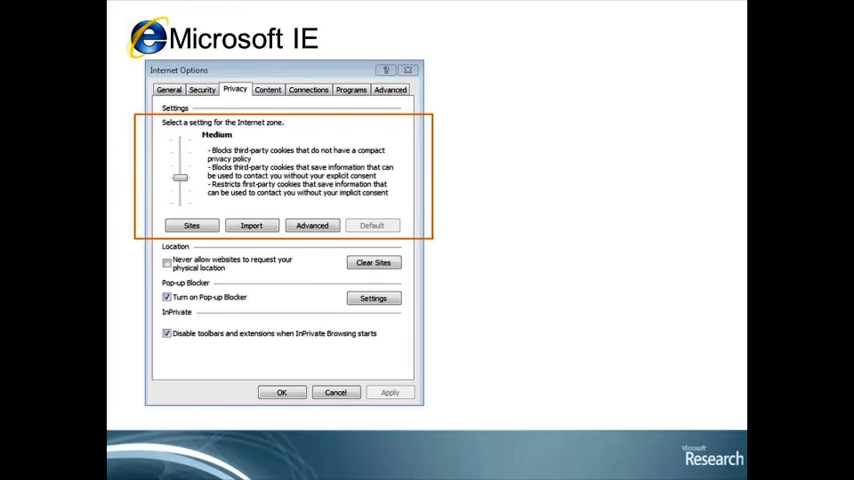 Microsoft IE
Internet Options
General Security Privacy Content Connections Programs Advanced
Settings
Select a setting for the Internet zone.
Medium
- Blocks third-party cookies that do not have a compact
privacy policy
- Blocks third-party cookies that save information that can
be used to contact you without your explicit consent
- Restricts first-party cookies that save information that
can be used to contact you without your implicit consent
Sites Import Advanced Default
Location
Never allow websites to request your
physical location
Clear Sites
Pop-up Blocker
Turn on Pop-up Blocker
Settings
InPrivate
Disable toolbars and extensions when InPrivate Browsing starts
OK Cancel Apply
Microsoft
Research